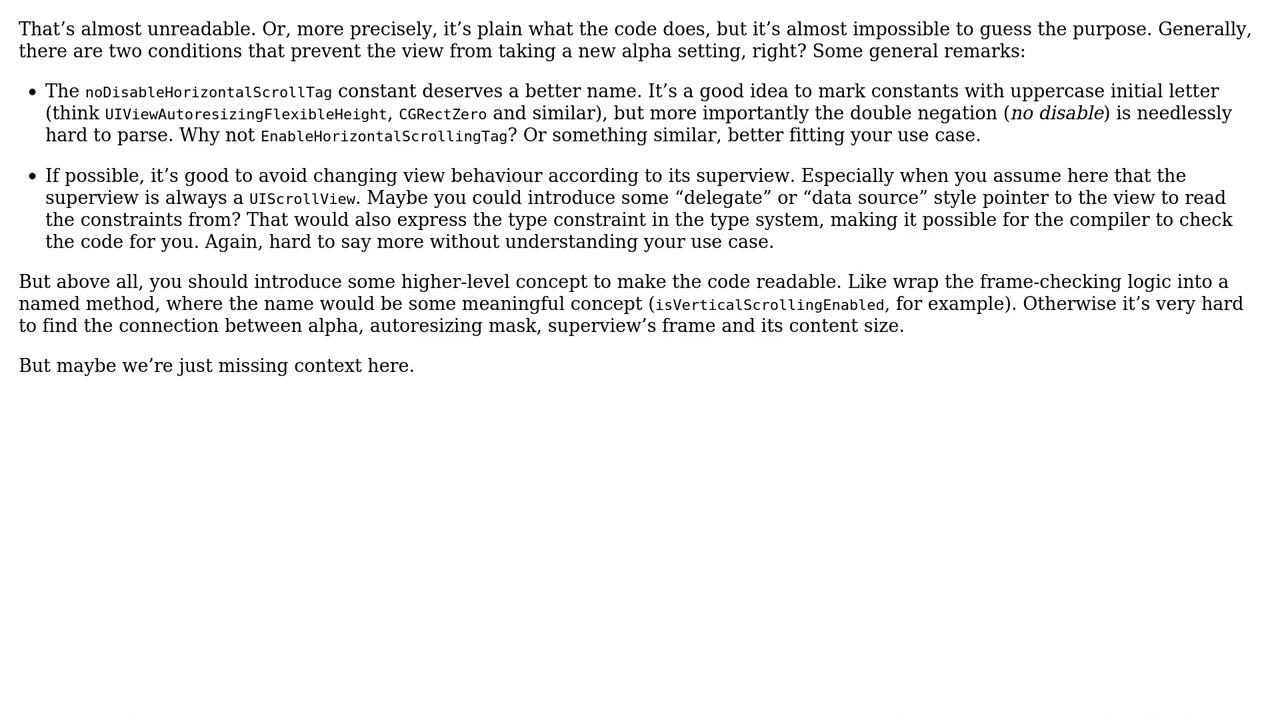 That’s almost unreadable. Or, more precisely, it’s plain what the code does, but it’s almost impossible to guess the purpose. Generally,
there are two conditions that prevent the view from taking a new alpha setting, right? Some general remarks:
• The noDisableHorizontalScrollTag constant deserves a better name. It’s a good idea to mark constants with uppercase initial letter
(think UIViewAutoresizingFlexibleHeight, CGRectZero and similar), but more importantly the double negation (no disable) is needlessly
hard to parse. Why not EnableHorizontalScrollingTag? Or something similar, better fitting your use case.
• If possible, it’s good to avoid changing view behaviour according to its superview. Especially when you assume here that the
superview is always a UIScrollView. Maybe you could introduce some “delegate” or “data source” style pointer to the view to read
the constraints from? That would also express the type constraint in the type system, making it possible for the compiler to check
the code for you. Again, hard to say more without understanding your use case.
But above all, you should introduce some higher-level concept to make the code readable. Like wrap the frame-checking logic into a
named method, where the name would be some meaningful concept (isVerticalScrollingEnabled, for example). Otherwise it’s very hard
to find the connection between alpha, autoresizing mask, superview’s frame and its content size.
But maybe we’re just missing context here.